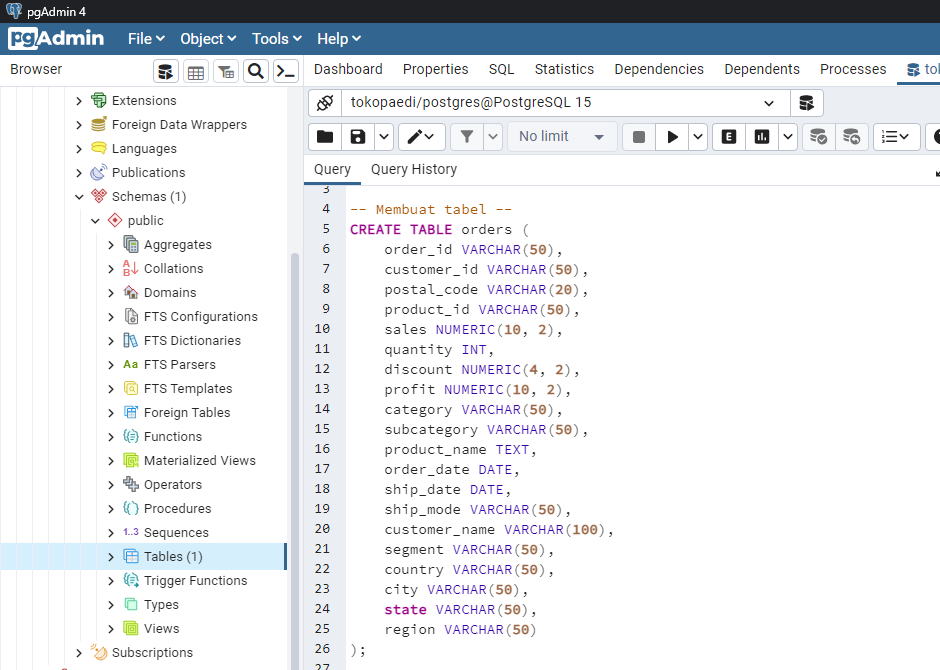 pgAdmin 4
pgAdmin File Object Tools Help
Browser
Dashboard Properties SQL Statistics Dependencies Dependents Processes
Extensions
Foreign Data Wrappers
Languages
Publications
Schemas (1)
public
Aggregates
Collations
Domains
FTS Configurations
FTS Dictionaries
Aa FTS Parsers
FTS Templates
Foreign Tables
Functions
Materialized Views
Operators
Procedures
1..3 Sequences
Tables (1)
Trigger Functions
Types
Views
Subscriptions
tokopaedi/postgres@PostgreSQL 15
No limit E
Query Query History
3
4 -- Membuat tabel --
5 CREATE TABLE orders (
6 order_id VARCHAR(50),
7 customer_id VARCHAR(50),
8 postal_code VARCHAR(20),
9 product_id VARCHAR(50),
10 sales NUMERIC(10, 2),
11 quantity INT,
12 discount NUMERIC(4, 2),
13 profit NUMERIC(10, 2),
14 category VARCHAR(50),
15 subcategory VARCHAR(50),
16 product_name TEXT,
17 order_date DATE,
18 ship_date DATE,
19 ship_mode VARCHAR(50),
20 customer_name VARCHAR(100),
21 segment VARCHAR(50),
22 country VARCHAR(50),
23 city VARCHAR(50),
24 state VARCHAR(50),
25 region VARCHAR(50)
26 );
27